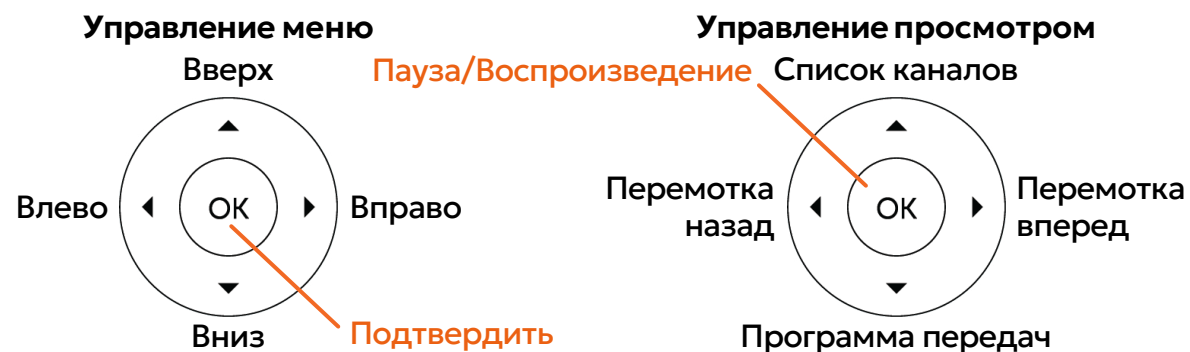 Управление меню
Вверх
Влево
OK
Вправо
Вниз
Подтвердить
Управление просмотром
Пауза/Воспроизведение
Список каналов
Перемотка
назад
OK
Перемотка
вперед
Программа передач